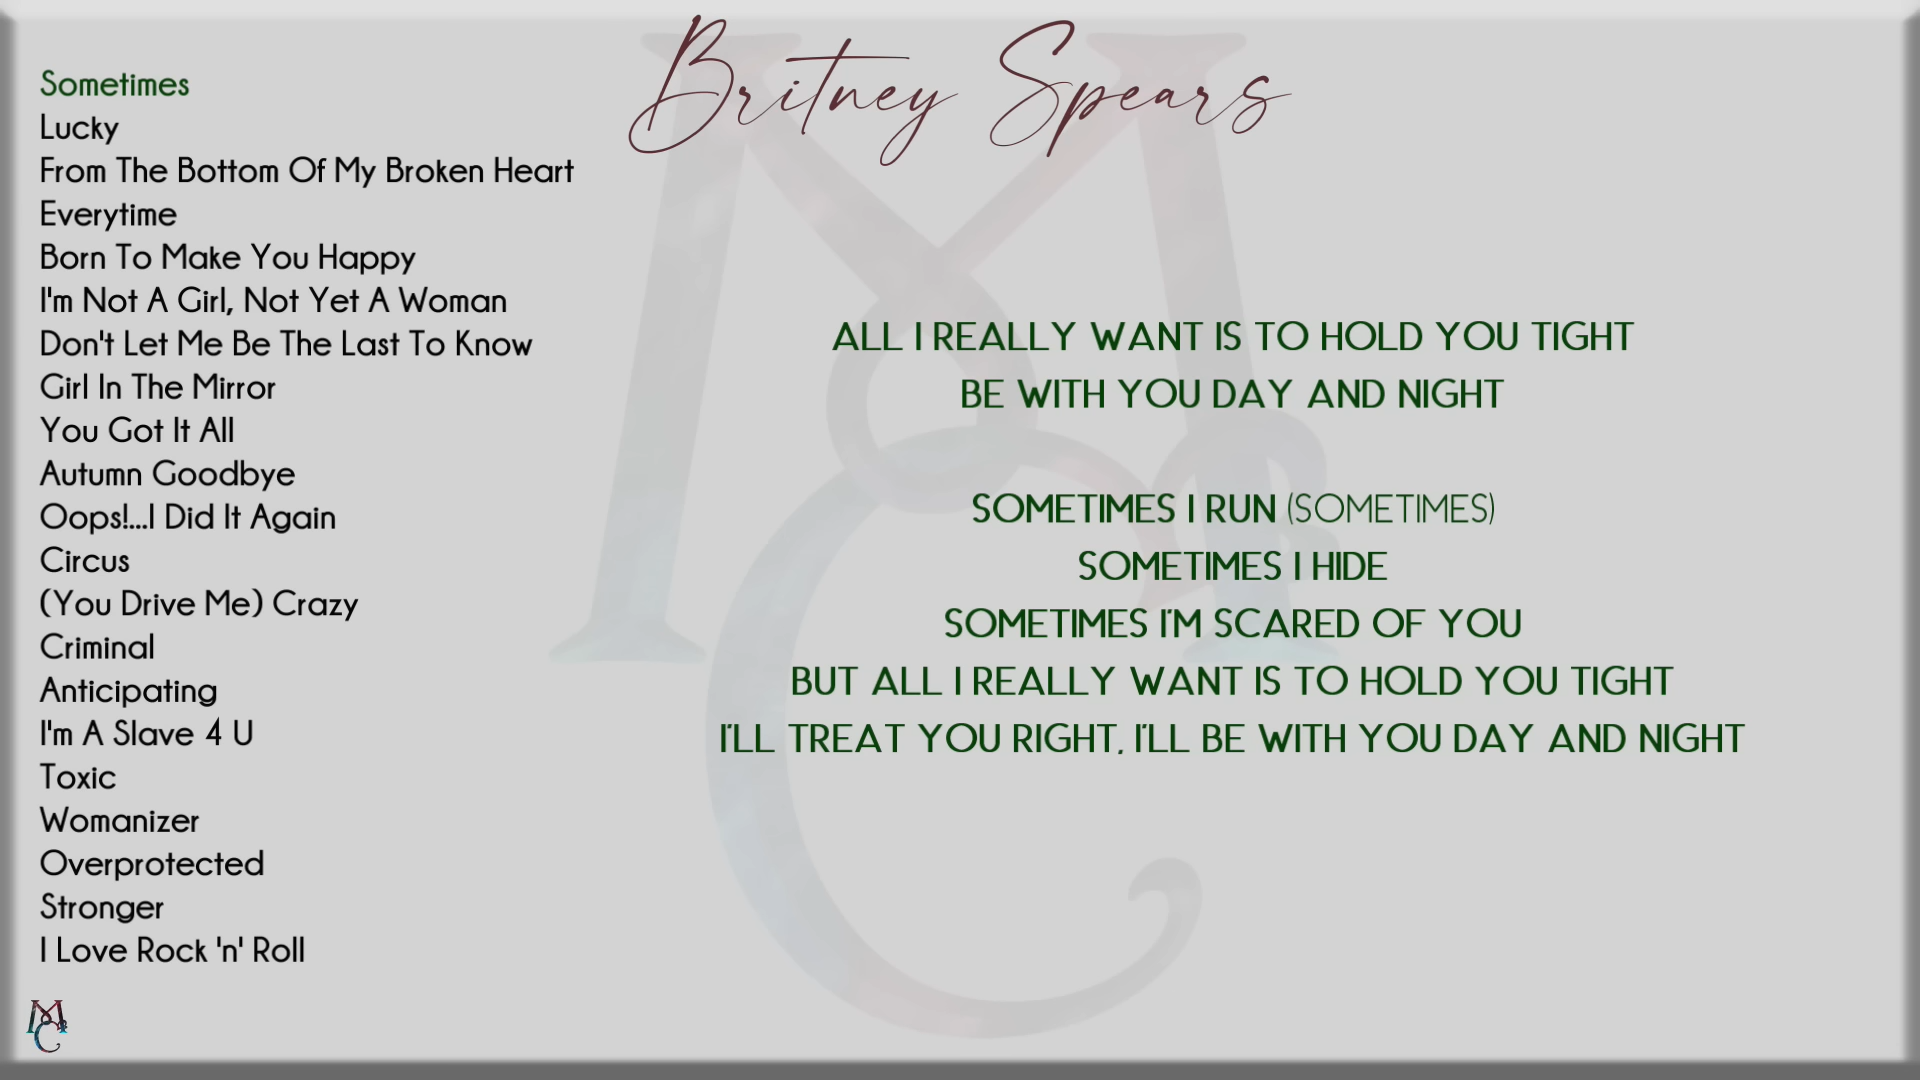 Britney Spears
Sometimes
Lucky
From The Bottom Of My Broken Heart
Everytime
Born To Make You Happy
I'm Not A Girl, Not Yet A Woman
Don't Let Me Be The Last To Know
Girl In The Mirror
You Got It All
Autumn Goodbye
Oops!...I Did It Again
Circus
(You Drive Me) Crazy
Criminal
Anticipating
I'm A Slave 4 U
Toxic
Womanizer
Overprotected
Stronger
I Love Rock 'n' Roll
ALL I REALLY WANT IS TO HOLD YOU TIGHT
BE WITH YOU DAY AND NIGHT
SOMETIMES I RUN (SOMETIMES)
SOMETIMES I HIDE
SOMETIMES I'M SCARED OF YOU
BUT ALL I REALLY WANT IS TO HOLD YOU TIGHT
I'LL TREAT YOU RIGHT, I'LL BE WITH YOU DAY AND NIGHT
MC